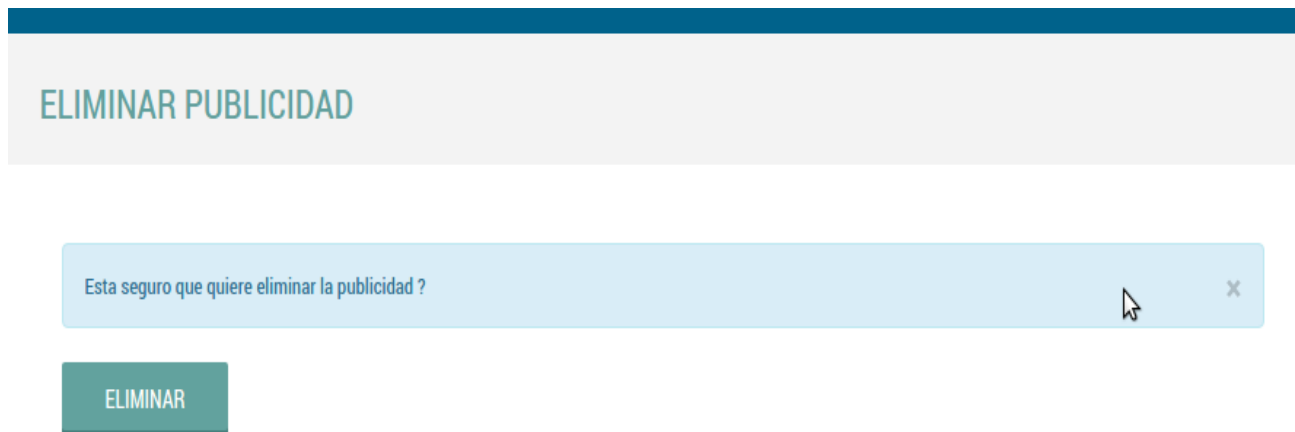 ELIMINAR PUBLICIDAD
Esta seguro que quiere eliminar la publicidad ?
x
ELIMINAR